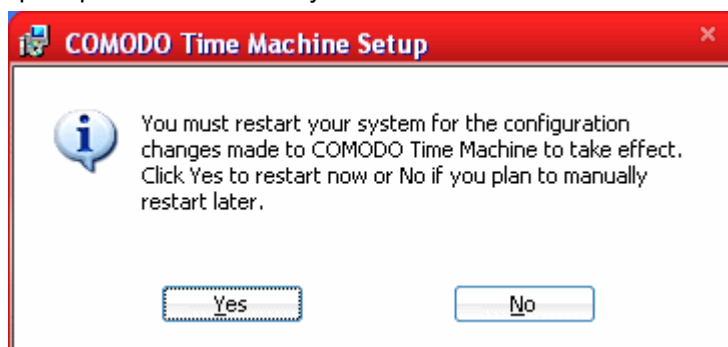 COMODO Time Machine Setup
You must restart your system for the configuration
changes made to COMODO Time Machine to take effect.
Click Yes to restart now or No if you plan to manually
restart later.
Yes
No